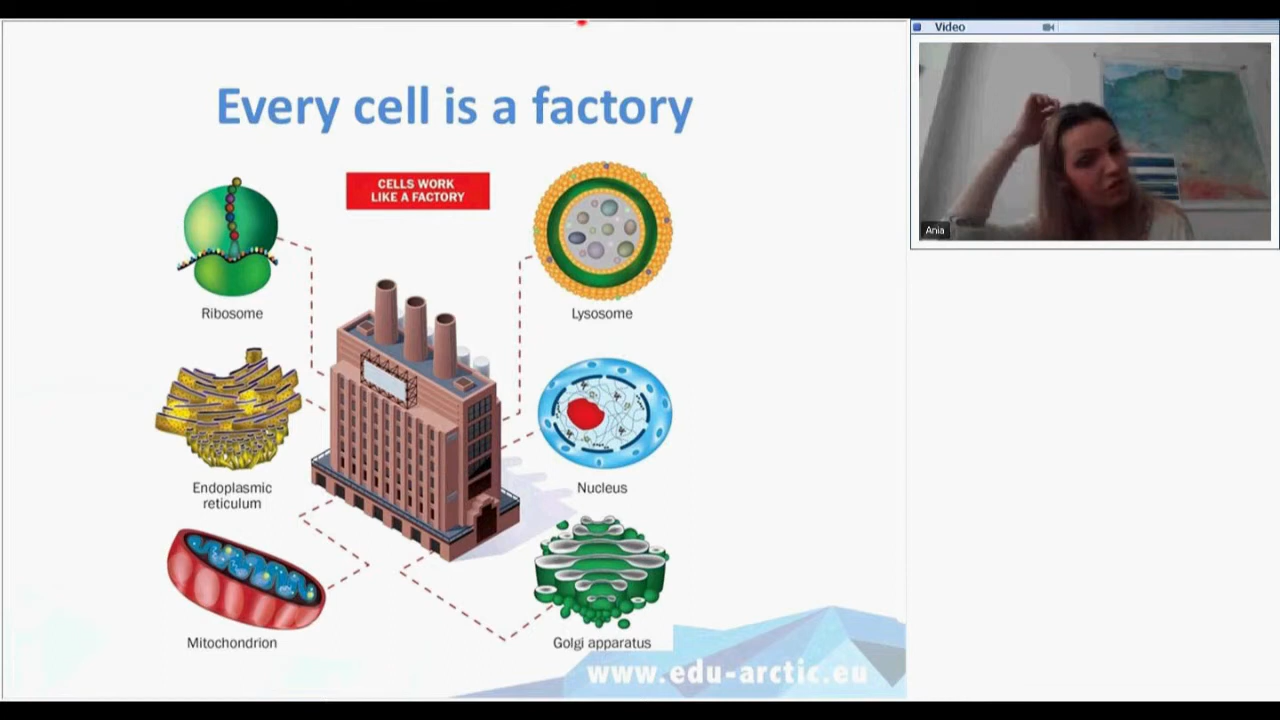 Video
Every cell is a factory
CELLS WORK
LIKE A FACTORY
Ribosome
Lysosome
Endoplasmic
reticulum
Nucleus
Mitochondrion
Golgi apparatus
www.edu-arctic.eu
Ania